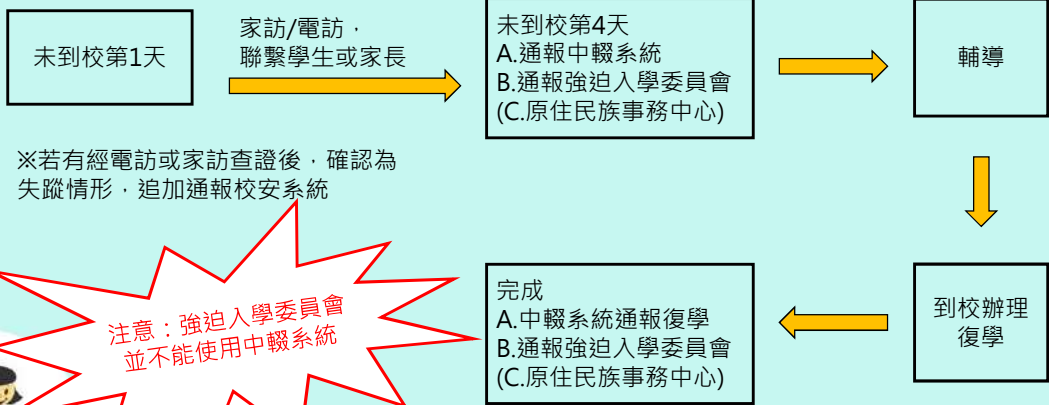 未到校第1天
家訪/電訪，
聯繫學生或家長
未到校第4天
A.通報中輟系統
B.通報強迫入學委員會
(C.原住民族事務中心)
輔導
※若有經電訪或家訪查證後，確認為
失蹤情形，追加通報校安系統
到校辦理
復學
完成
A.中輟系統通報復學
B.通報強迫入學委員會
(C.原住民族事務中心)
注意：強迫入學委員會
並不能使用中輟系統